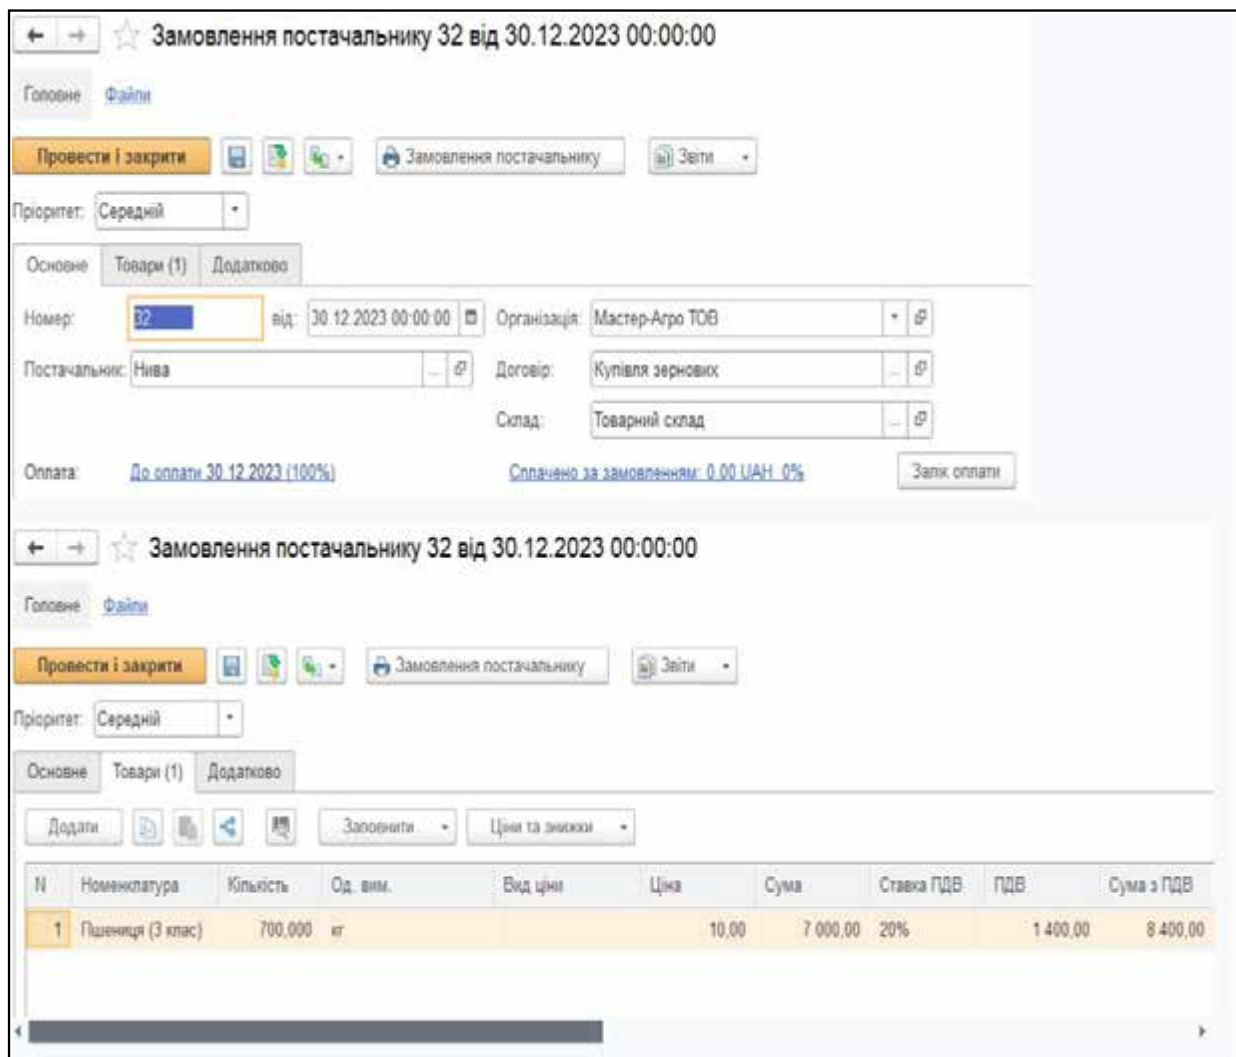 Замовлення постачальнику 32 від 30.12.2023 00:00:00
Головне Файли
Провести і закрити Замовлення постачальнику Звіти
Пріоритет: Середній
Основне Товари (1) Додатково
Номер: 32 від: 30.12.2023 00:00:00 Організація: Мастер-Агро ТОВ
Постачальник: Нива Договір: Купівля зернових
Склад: Товарний склад
Оплата: До оплати 30.12.2023 (100%) Сплачено за замовленням: 0.00 UAH 0% Залік оплати
Замовлення постачальнику 32 від 30.12.2023 00:00:00
Головне Файли
Провести і закрити Замовлення постачальнику Звіти
Пріоритет: Середній
Основне Товари (1) Додатково
Додати Заповнити Ціни та знижки
N Номенклатура Кількість Од. вим. Вид ціни Ціна Сума Ставка ПДВ ПДВ Сума з ПДВ
1 Пшениця (3 клас) 700,000 кг 10,00 7 000,00 20% 1 400,00 8 400,00